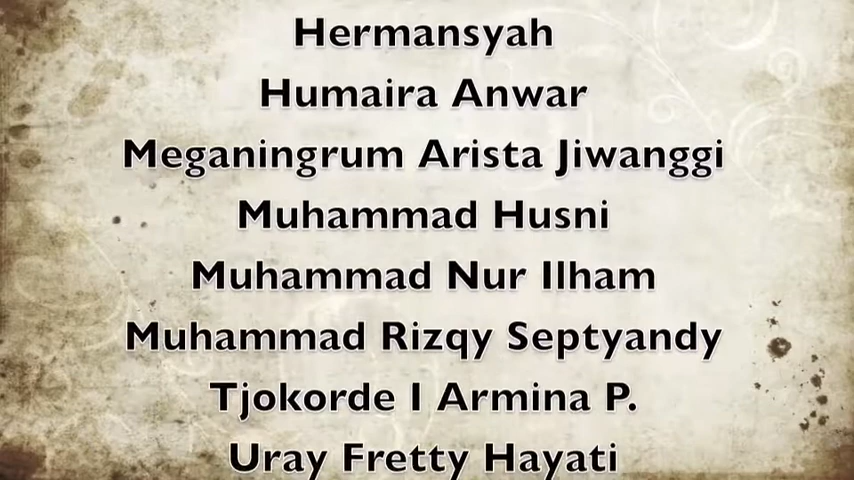 Hermansyah
Humaira Anwar
Meganingrum Arista Jiwanggi
Muhammad Husni
Muhammad Nur Ilham
Muhammad Rizqy Septyandy
Tjokorde I Armina P.
Uray Fretty Hayati